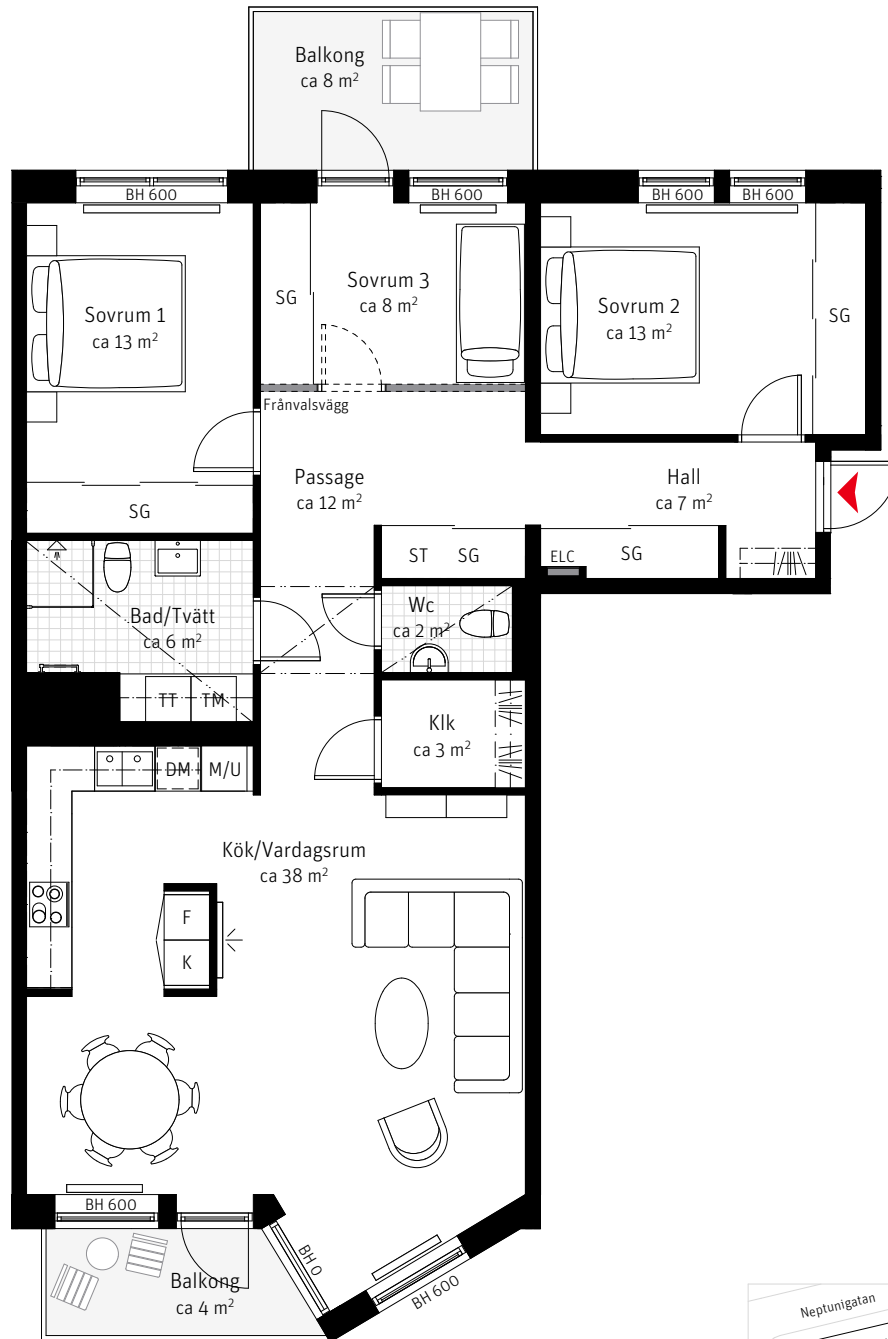 Balkong
ca 8 m²
BH 600
BH 600
BH 600
BH 600
Sovrum 1
ca 13 m²
SG
Sovrum 3
ca 8 m²
Sovrum 2
ca 13 m²
SG
Frånvalsvägg
SG
Passage
ca 12 m²
Hall
ca 7 m²
ST
SG
ELC
SG
Bad/Tvätt
ca 6 m²
Wc
ca 2 m²
TT
TM
Klk
ca 3 m²
DM
M/U
Kök/Vardagsrum
ca 38 m²
F
K
BH 600
BH 0
BH 600
Balkong
ca 4 m²
Neptunigatan